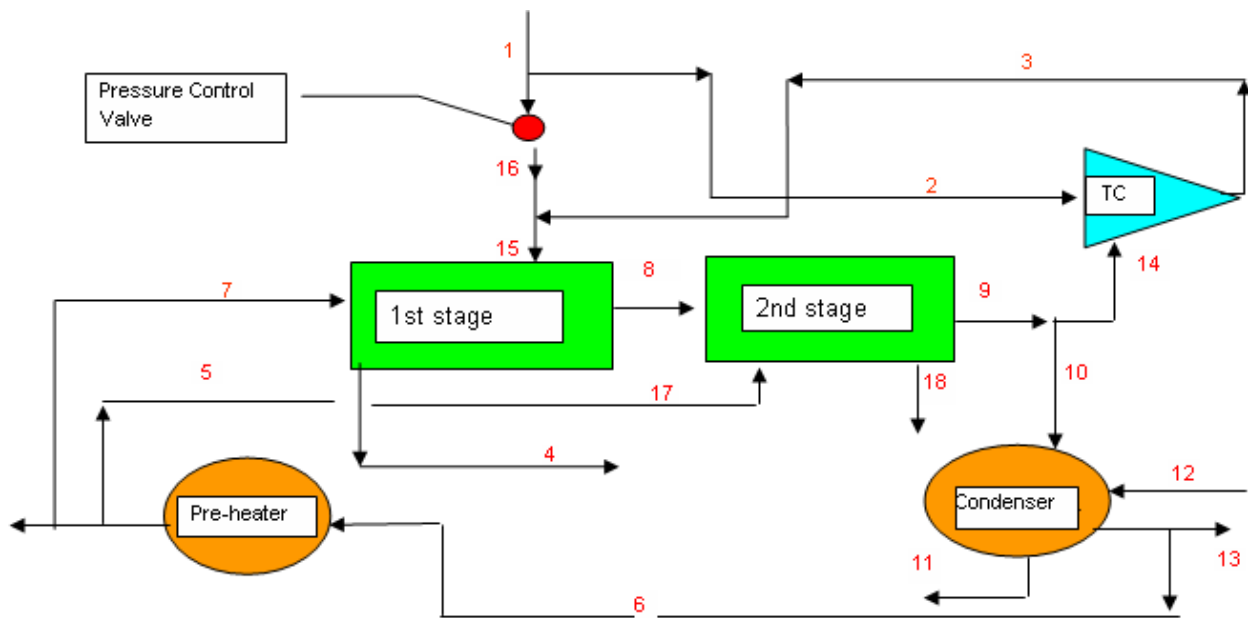 1
3
Pressure Control
Valve
16
2
TC
15
8
14
7
9
1st stage
2nd stage
5
17
18
10
4
12
Pre-heater
Condenser
11
13
6